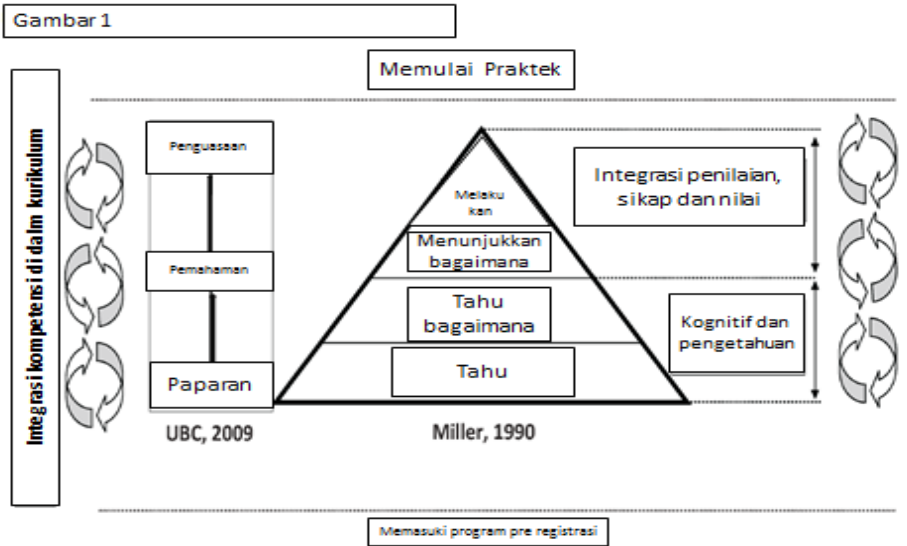 Gambar 1
Memulai Praktek
Integrasi kompetensi di dalm kurikulum
Penguasaan
Pemahaman
Paparan
UBC, 2009
Melaku
kan
Menunjukkan
bagaimana
Tahu
bagaimana
Tahu
Miller, 1990
Integrasi penilaian,
sikap dan nilai
Kognitif dan
pengetahuan
Memasuki program pre registrasi